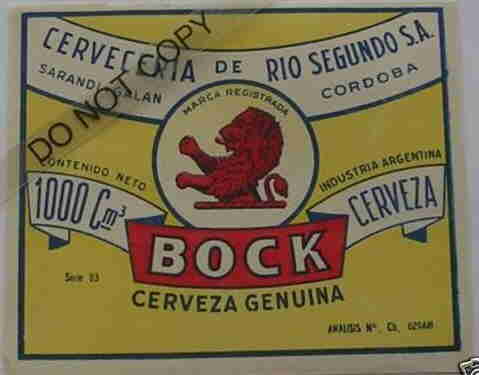 CERVECERIA DE RIO SEGUNDO S.A.
SARANDI GALAN
CORDOBA
DO NOT COPY
MARCA REGISTRADA
CONTENIDO NETO
INDUSTRIA ARGENTINA
1000 Cm³
CERVEZA
BOCK
CERVEZA GENUINA
Serie
ANALISIS Nº.